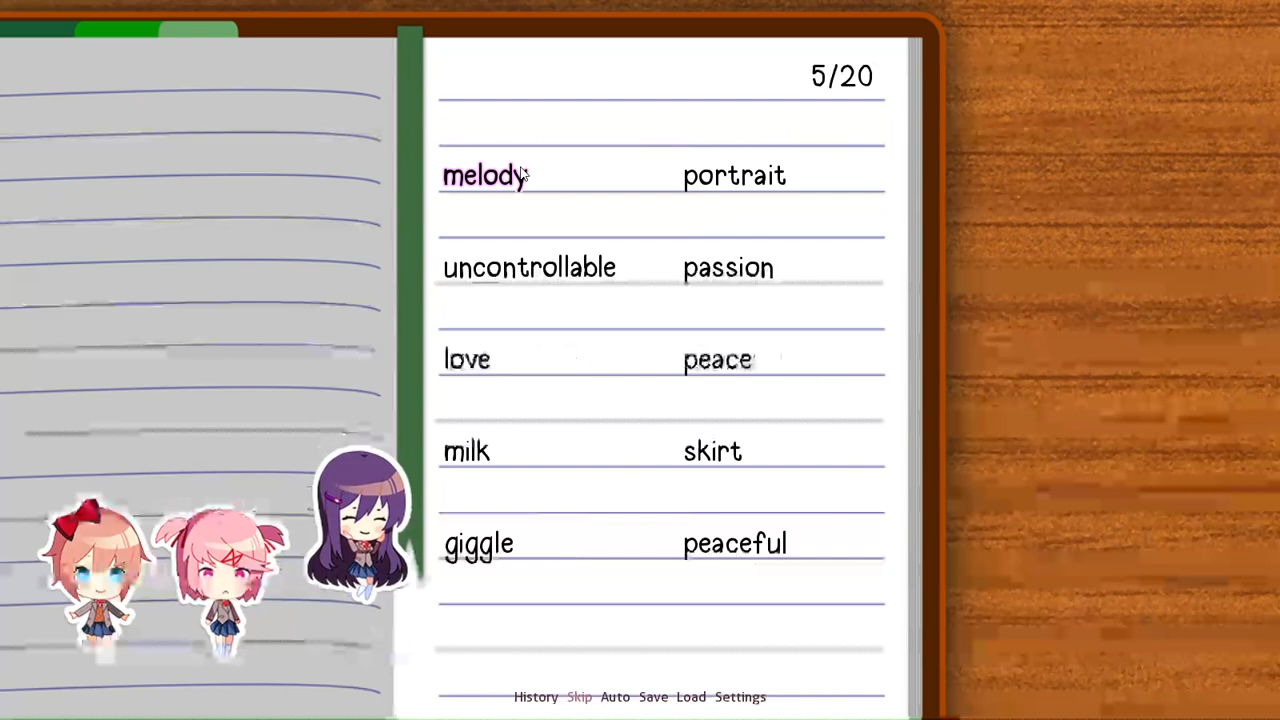 5/20
melody portrait
uncontrollable passion
love peace
milk skirt
giggle peaceful
History Skip Auto Save Load Settings